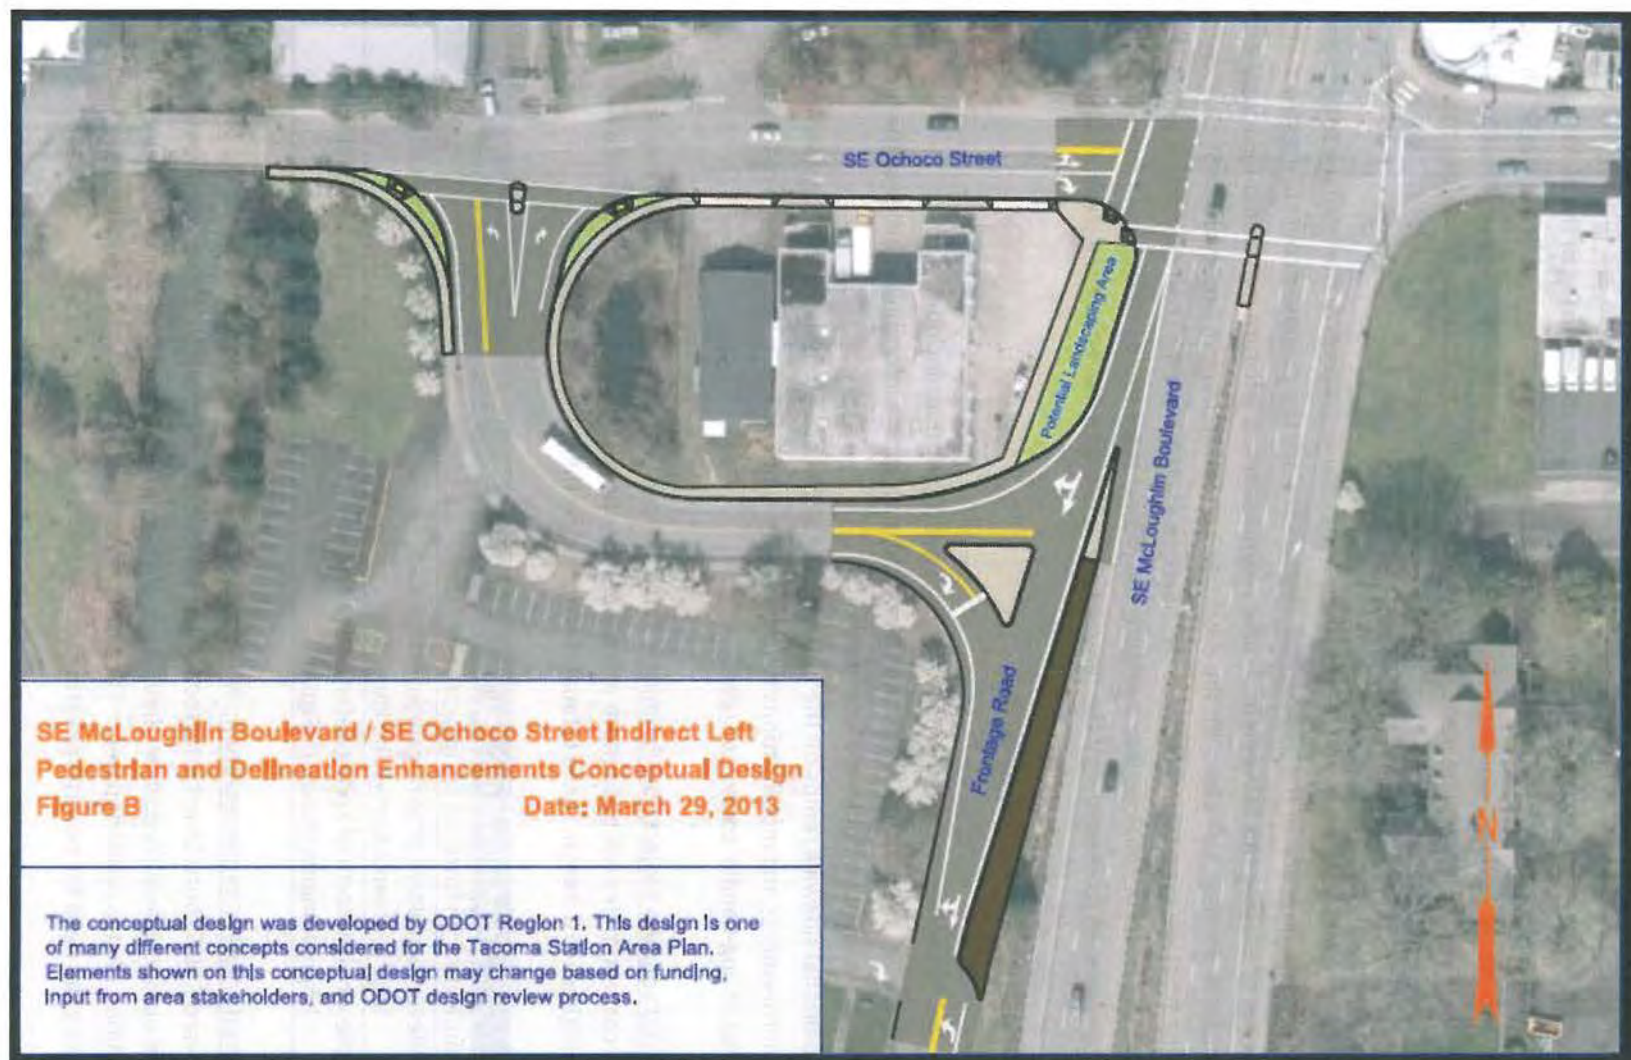 SE Ochoco Street
Potential Landscaping Area
SE McLoughlin Boulevard
Frontage Road
SE McLoughlin Boulevard / SE Ochoco Street Indirect Left
Pedestrian and Delineation Enhancements Conceptual Design
Figure B Date: March 29, 2013
The conceptual design was developed by ODOT Region 1. This design is one
of many different concepts considered for the Tacoma Station Area Plan.
Elements shown on this conceptual design may change based on funding,
input from area stakeholders, and ODOT design review process.
N